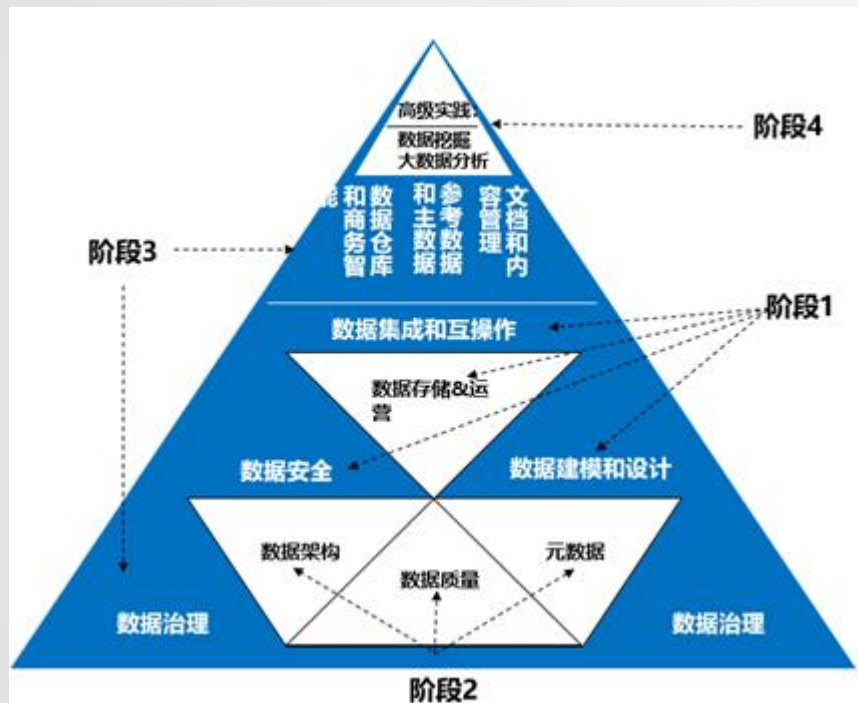 高级实践:
数据挖掘
大数据分析
阶段4
数据仓库
和商务智
能
参考数据
和主数据
文档和内
容管理
阶段3
阶段1
数据集成和互操作
数据存储&运
营
数据安全
数据建模和设计
数据架构
数据质量
元数据
数据治理
数据治理
阶段2